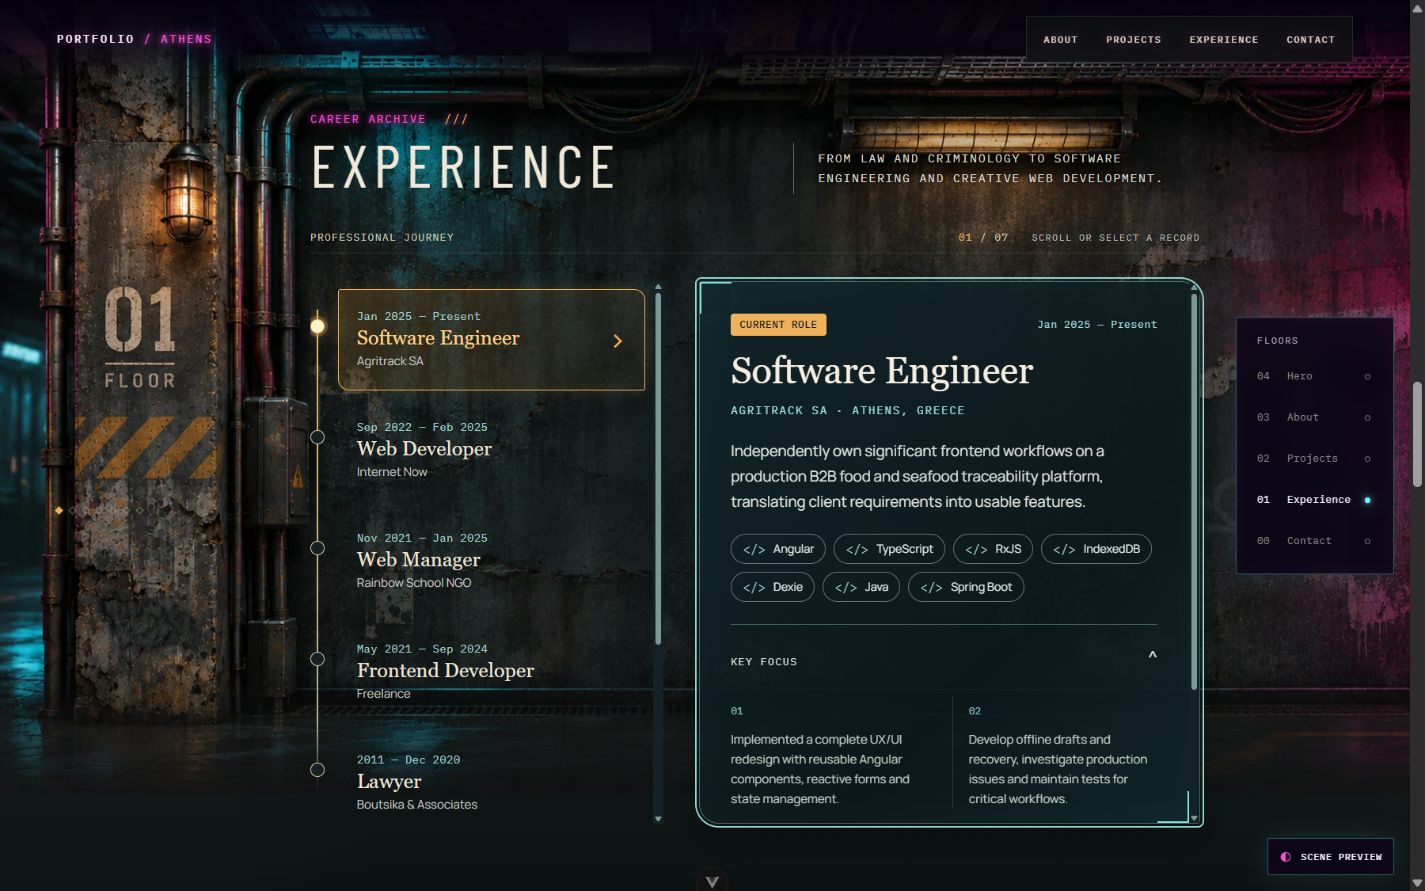 PORTFOLIO / ATHENS
ABOUT PROJECTS EXPERIENCE CONTACT
CAREER ARCHIVE ///
EXPERIENCE
FROM LAW AND CRIMINOLOGY TO SOFTWARE
ENGINEERING AND CREATIVE WEB DEVELOPMENT.
PROFESSIONAL JOURNEY
01 / 07 SCROLL OR SELECT A RECORD
01
FLOOR
Jan 2025 — Present
Software Engineer
Agritrack SA
Sep 2022 — Feb 2025
Web Developer
Internet Now
Nov 2021 — Jan 2025
Web Manager
Rainbow School NGO
May 2021 — Sep 2024
Frontend Developer
Freelance
2011 — Dec 2020
Lawyer
Boutsika & Associates
CURRENT ROLE
Jan 2025 — Present
Software Engineer
AGRITRACK SA · ATHENS, GREECE
Independently own significant frontend workflows on a
production B2B food and seafood traceability platform,
translating client requirements into usable features.
</> Angular </> TypeScript </> RxJS </> IndexedDB
</> Dexie </> Java </> Spring Boot
KEY FOCUS
01
Implemented a complete UX/UI
redesign with reusable Angular
components, reactive forms and
state management.
02
Develop offline drafts and
recovery, investigate production
issues and maintain tests for
critical workflows.
FLOORS
04 Hero
03 About
02 Projects
01 Experience
00 Contact
SCENE PREVIEW